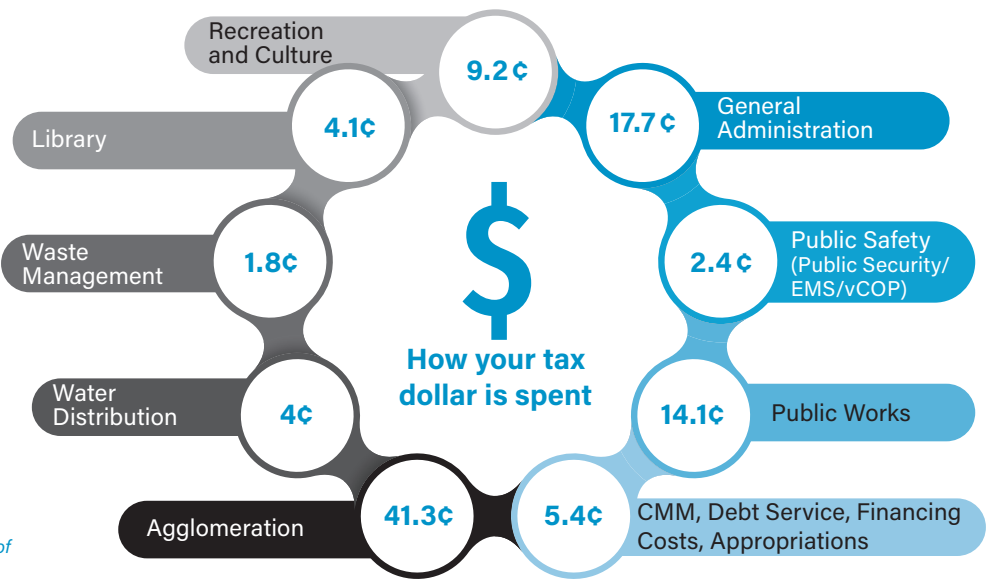 Recreation
and Culture
9.2¢
General
Administration
17.7¢
Public Safety
(Public Security/
EMS/vCOP)
2.4¢
Public Works
14.1¢
CMM, Debt Service, Financing
Costs, Appropriations
5.4¢
Agglomeration
41.3¢
Water
Distribution
4¢
Waste
Management
1.8¢
Library
4.1¢
$
How your tax
dollar is spent
of